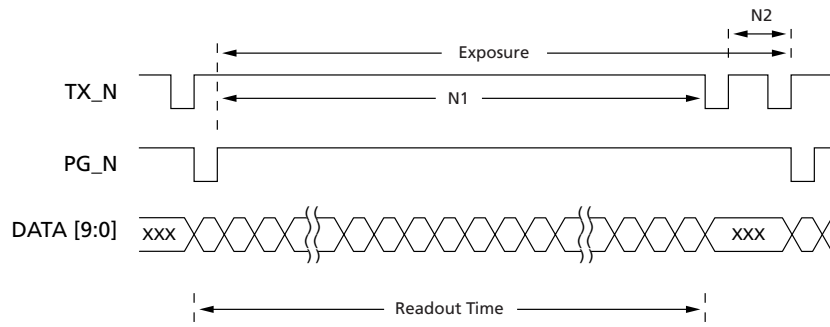 N2
Exposure
TX_N
N1
PG_N
DATA [9:0]
XXX
XXX
Readout Time